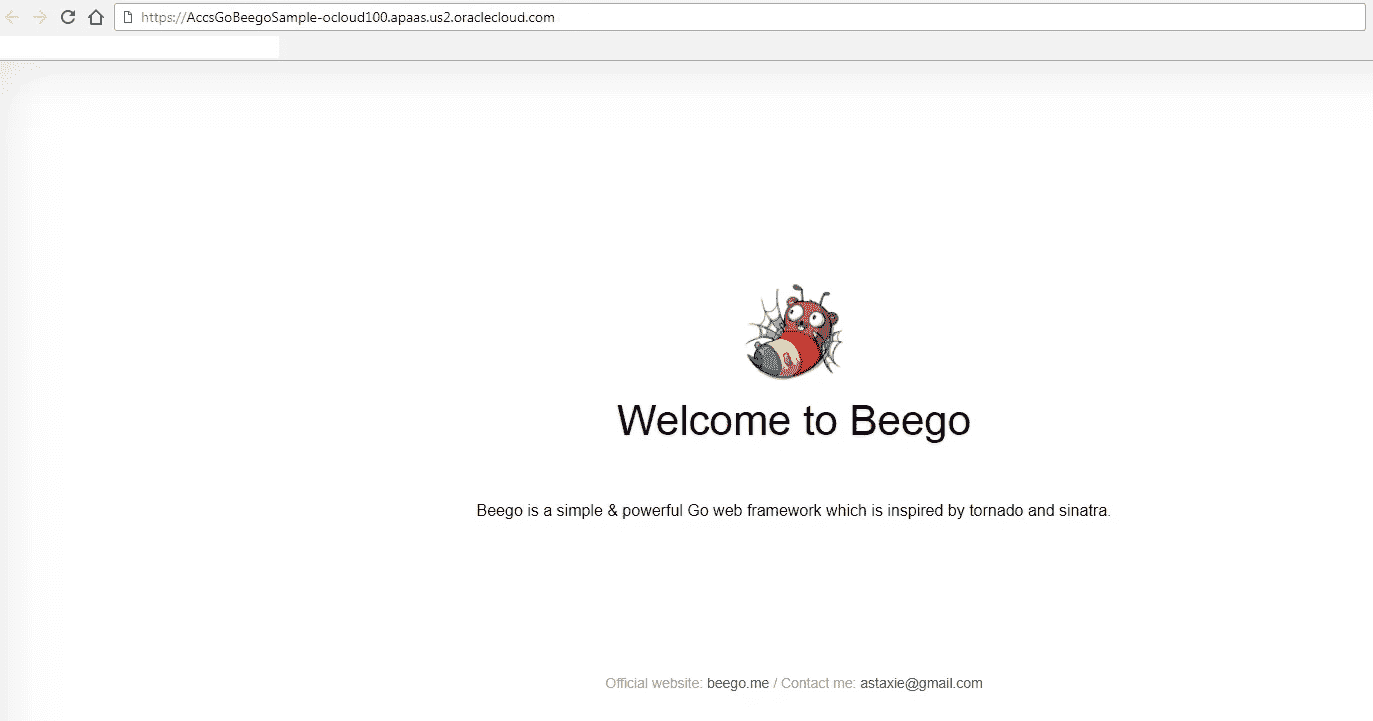 https://AccsGoBeegoSample-ocloud100.apaas.us2.oraclecloud.com
Welcome to Beego
Beego is a simple & powerful Go web framework which is inspired by tornado and sinatra.
Official website: beego.me / Contact me: astaxie@gmail.com